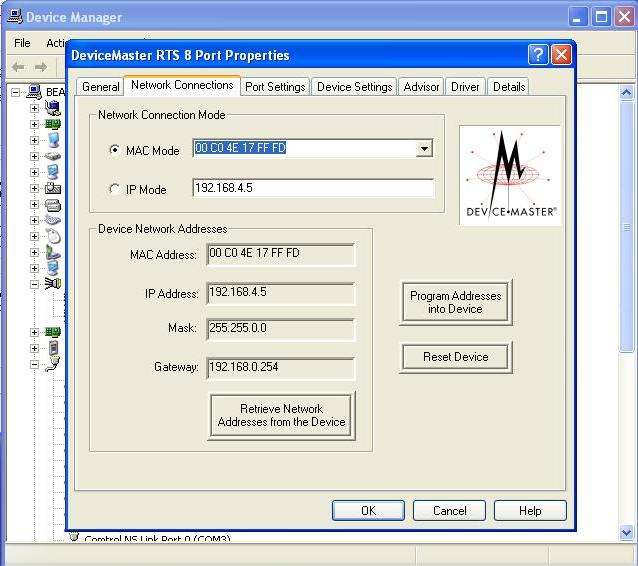 Device Manager
File
DeviceMaster RTS 8 Port Properties
General Network Connections Port Settings Device Settings Advisor Driver Details
Network Connection Mode
MAC Mode 00 C0 4E 17 FF FD
IP Mode 192.168.4.5
DEVICE•MASTER®
Device Network Addresses
MAC Address: 00 C0 4E 17 FF FD
IP Address: 192.168.4.5
Mask: 255.255.0.0
Gateway: 192.168.0.254
Retrieve Network
Addresses from the Device
Program Addresses
into Device
Reset Device
OK Cancel Help
Comtrol NS Link Port 0 (COM3)